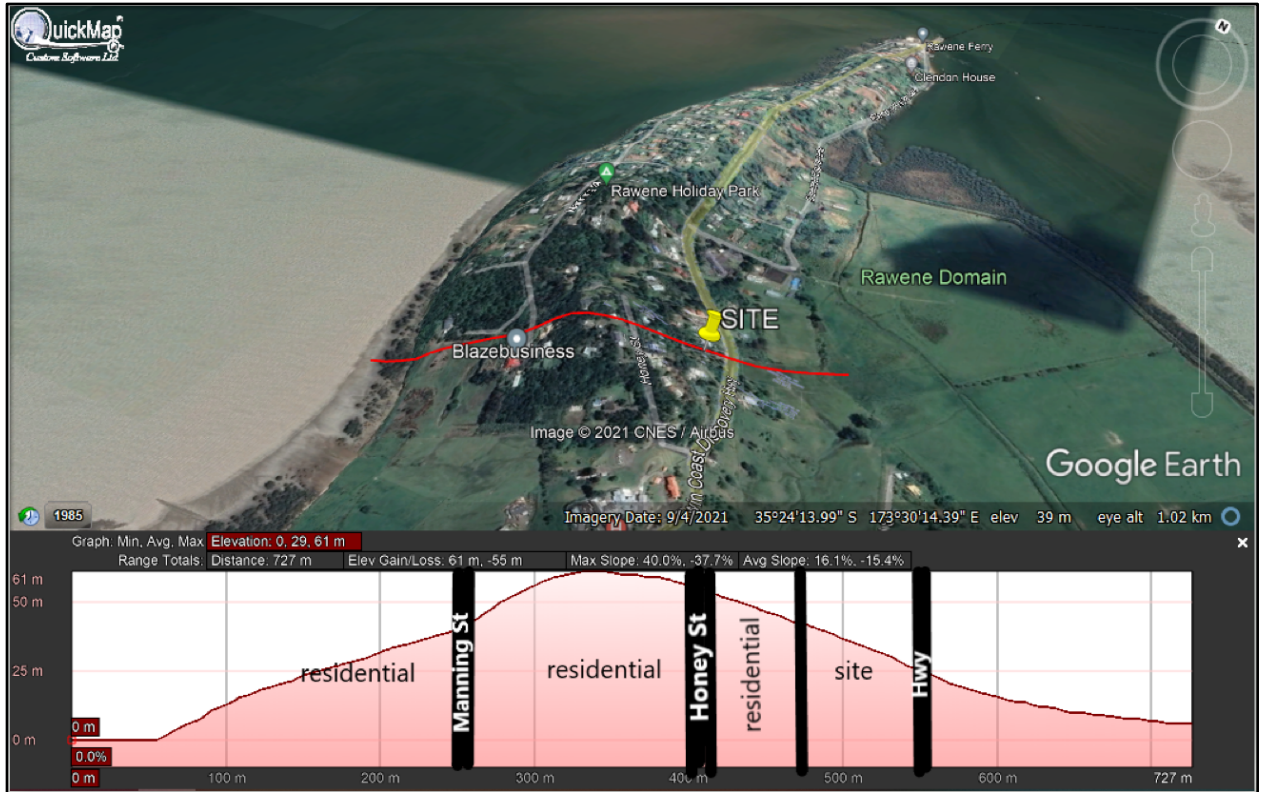 QuickMap
Custom Software Ltd
N
Rawene Ferry
Clendon House
Rawene Holiday Park
Rawene Domain
SITE
Blazebusiness
Honey St
Image © 2021 CNES / Airbus
Coast Discovery Hwy
Google Earth
1985
Imagery Date: 9/4/2021 35°24'13.99" S 173°30'14.39" E elev 39 m eye alt 1.02 km
Graph: Min, Avg, Max Elevation: 0, 29, 61 m
Range Totals: Distance: 727 m Elev Gain/Loss: 61 m, -55 m Max Slope: 40.0%, -37.7% Avg Slope: 16.1%, -15.4%
61 m
50 m
25 m
0 m
residential
Manning St
residential
Honey St
residential
site
Hwy
0 m
0.0%
0 m
100 m 200 m 300 m 400 m 500 m 600 m 727 m